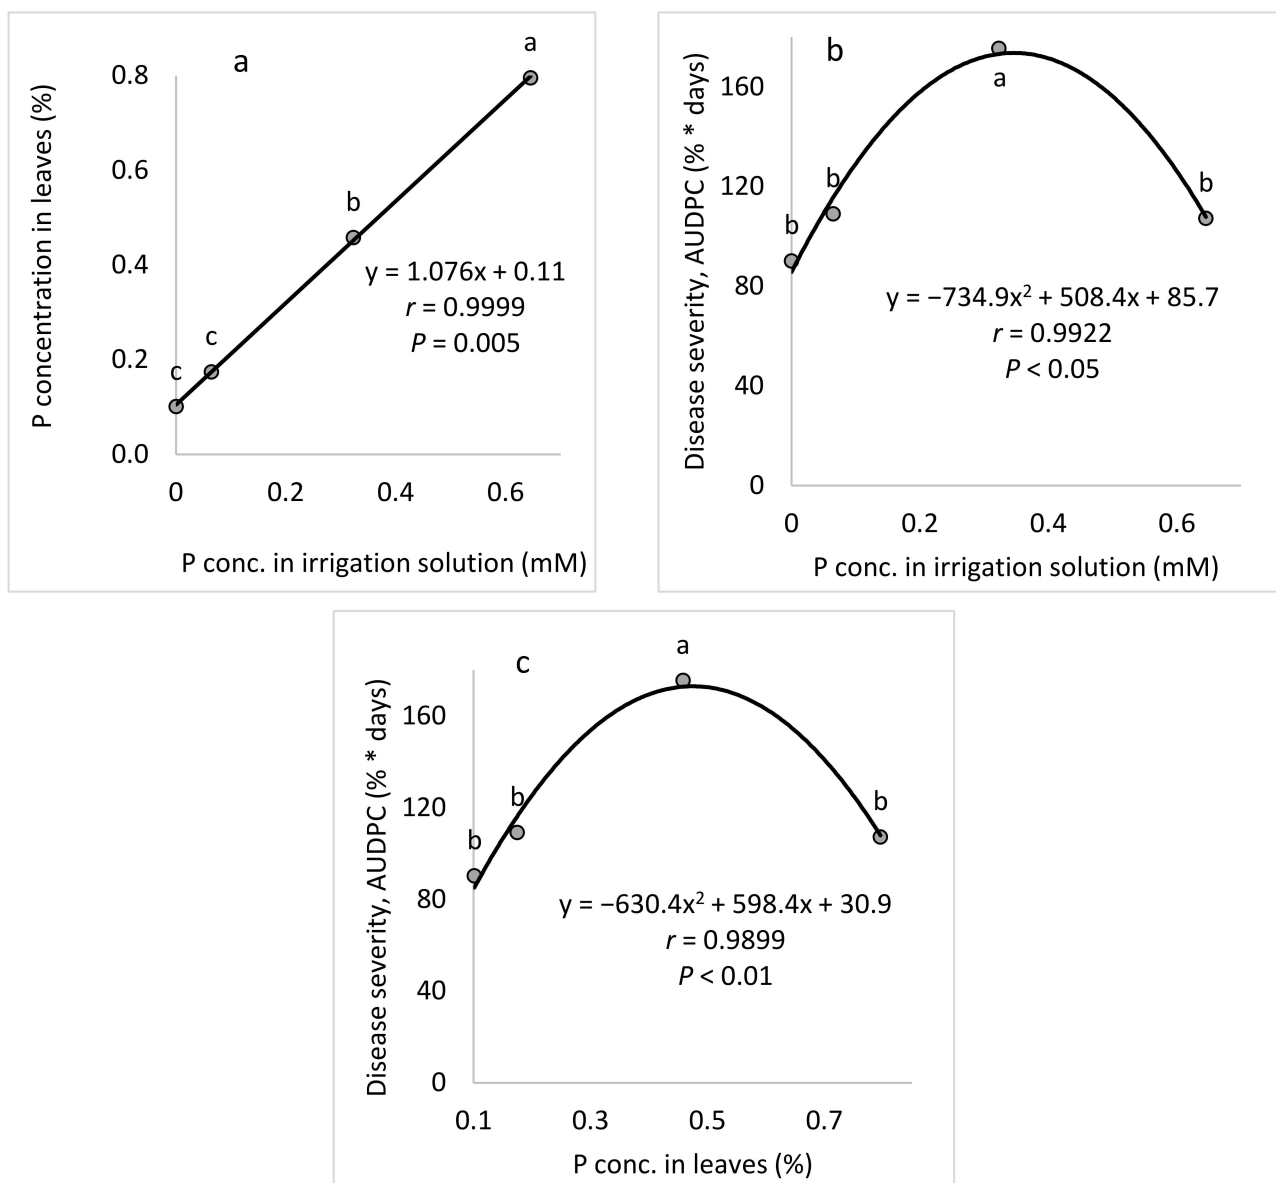 a
a
b
c
c
0.8
0.6
0.4
0.2
0.0
P concentration in leaves (%)
y = 1.076x + 0.11
r = 0.9999
P = 0.005
0 0.2 0.4 0.6
P conc. in irrigation solution (mM)
b
a
b
b
b
160
120
80
40
0
Disease severity, AUDPC (% * days)
y = −734.9x² + 508.4x + 85.7
r = 0.9922
P < 0.05
0 0.2 0.4 0.6
P conc. in irrigation solution (mM)
c
a
b
b
b
160
120
80
40
0
Disease severity, AUDPC (% * days)
y = −630.4x² + 598.4x + 30.9
r = 0.9899
P < 0.01
0.1 0.3 0.5 0.7
P conc. in leaves (%)